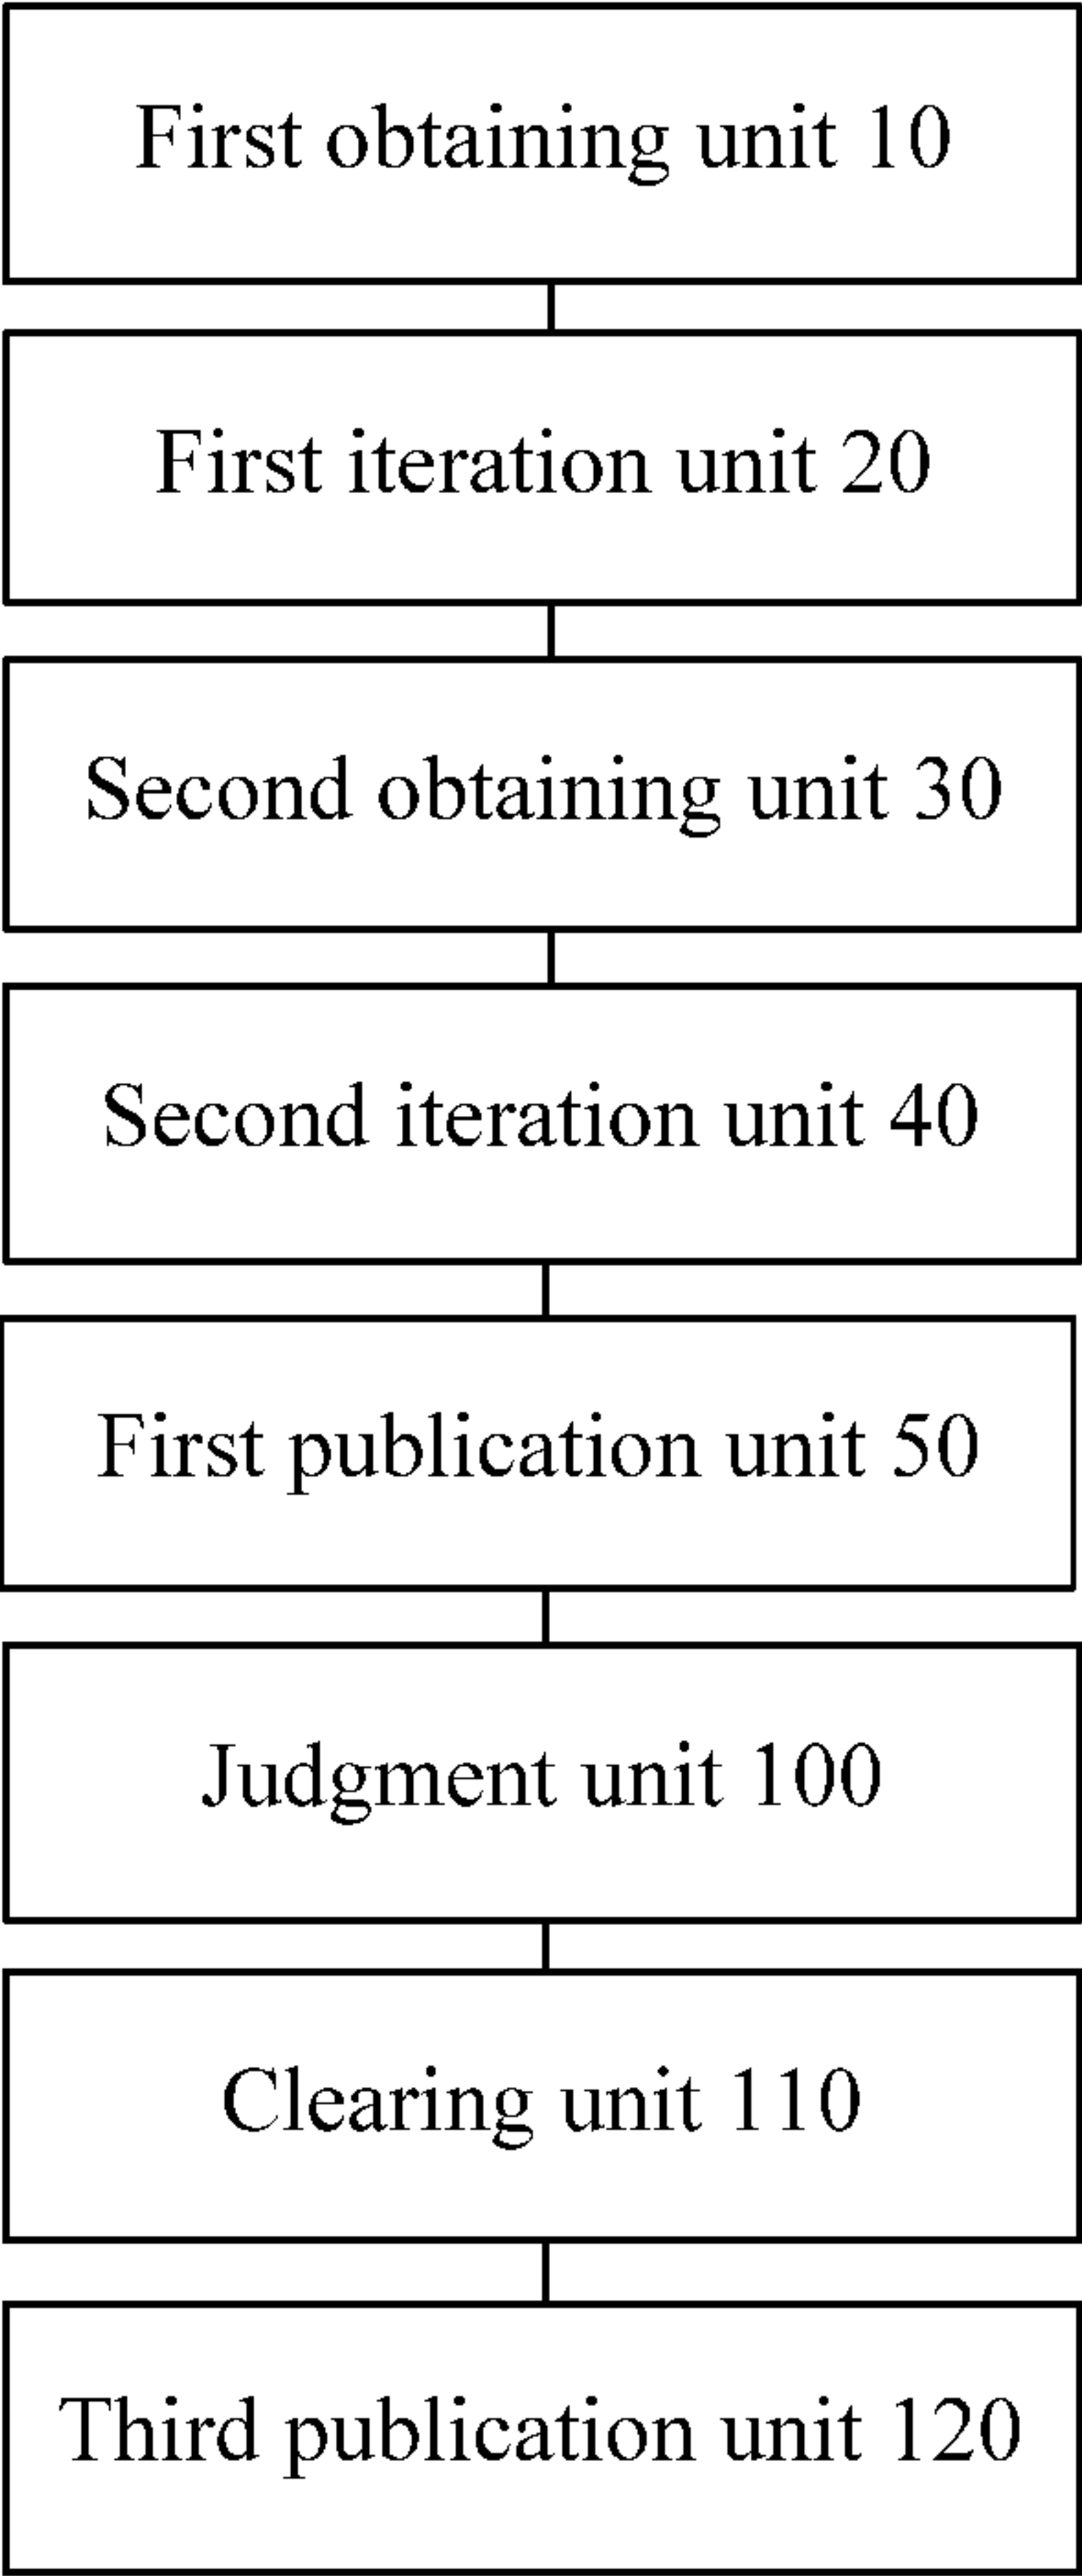 First obtaining unit 10
First iteration unit 20
Second obtaining unit 30
Second iteration unit 40
First publication unit 50
Judgment unit 100
Clearing unit 110
Third publication unit 120